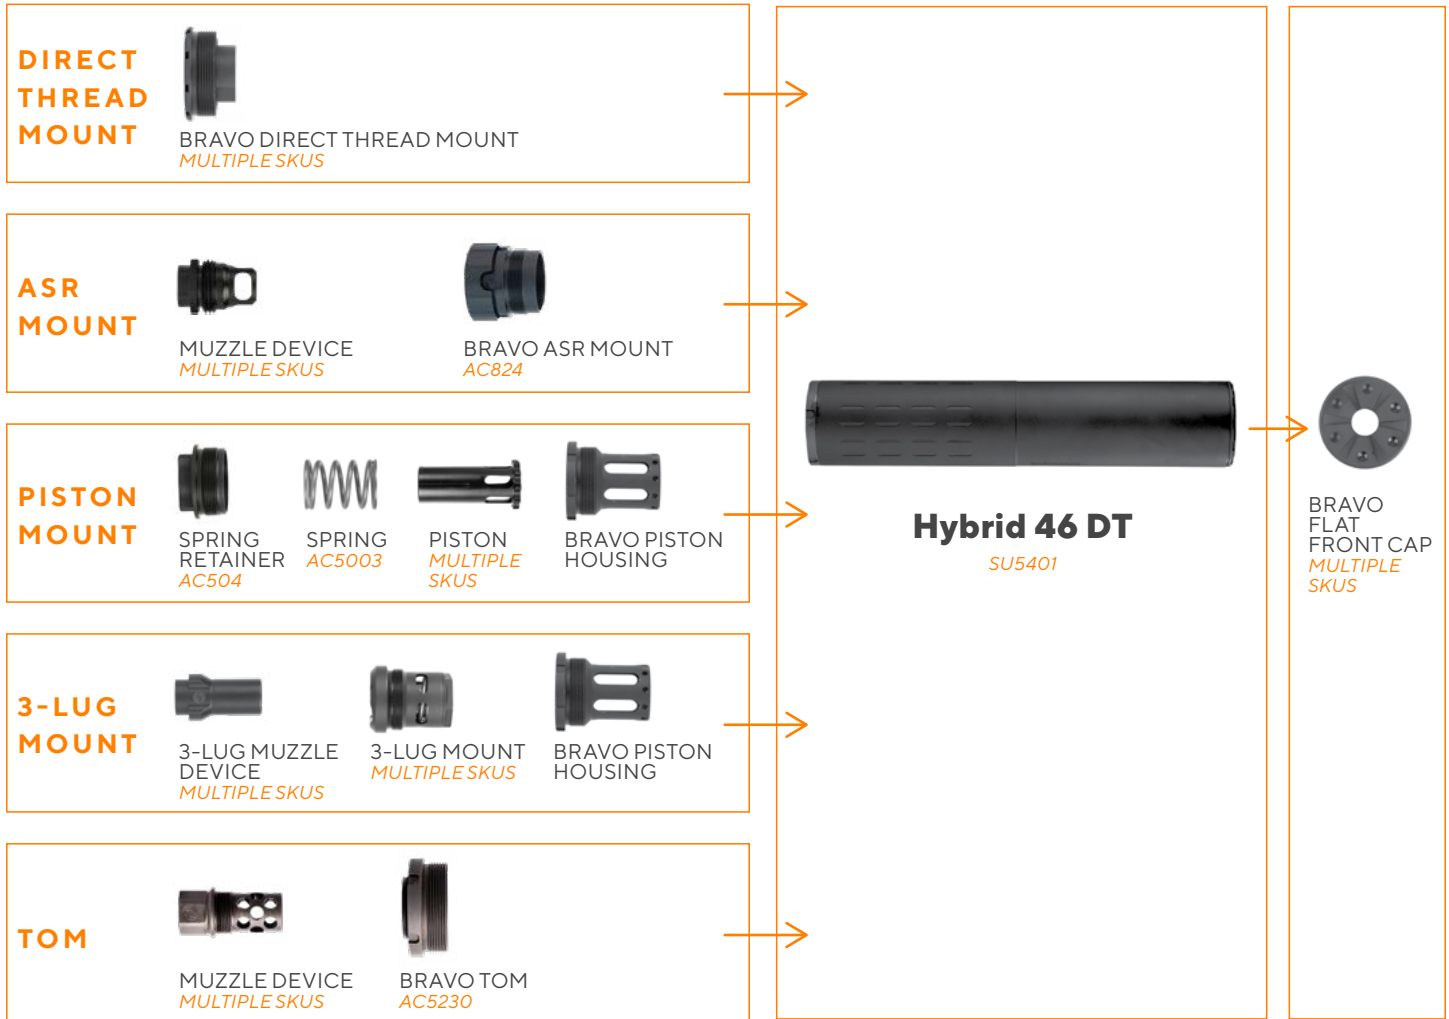 DIRECT
THREAD
MOUNT
BRAVO DIRECT THREAD MOUNT
MULTIPLE SKUS
ASR
MOUNT
MUZZLE DEVICE
MULTIPLE SKUS
BRAVO ASR MOUNT
AC824
PISTON
MOUNT
SPRING
RETAINER
AC504
SPRING
AC5003
PISTON
MULTIPLE
SKUS
BRAVO PISTON
HOUSING
3-LUG
MOUNT
3-LUG MUZZLE
DEVICE
MULTIPLE SKUS
3-LUG MOUNT
MULTIPLE SKUS
BRAVO PISTON
HOUSING
TOM
MUZZLE DEVICE
MULTIPLE SKUS
BRAVO TOM
AC5230
Hybrid 46 DT
SU5401
BRAVO
FLAT
FRONT CAP
MULTIPLE
SKUS